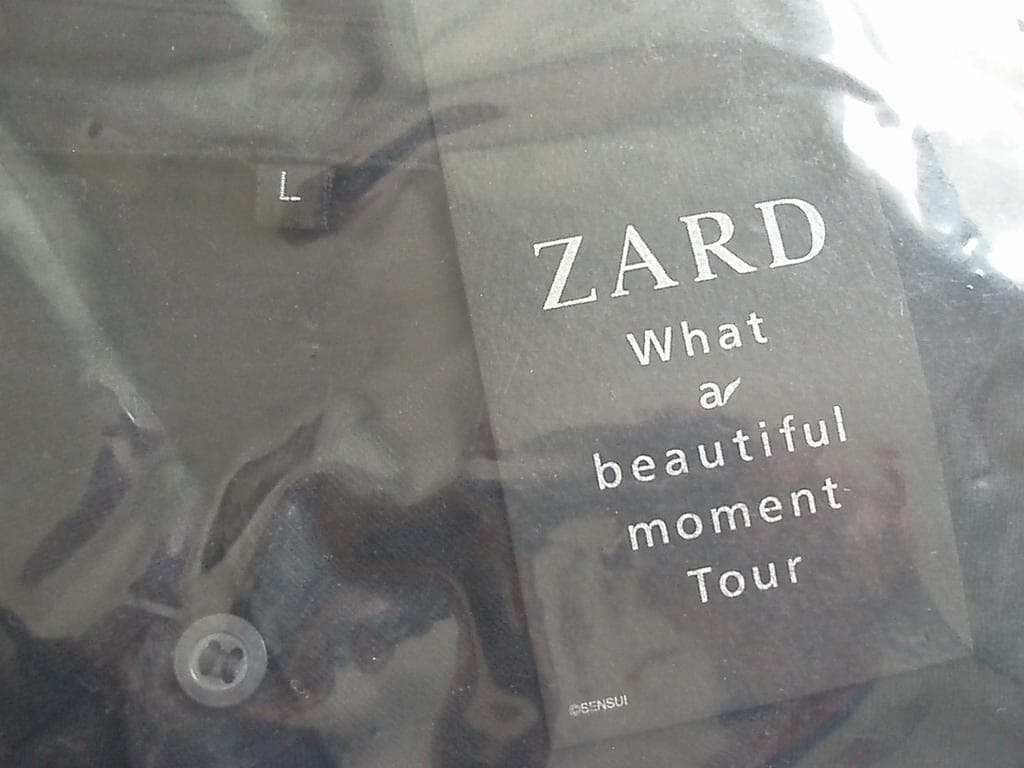 L
ZARD
What
a
beautiful
moment
Tour
©SENSUI